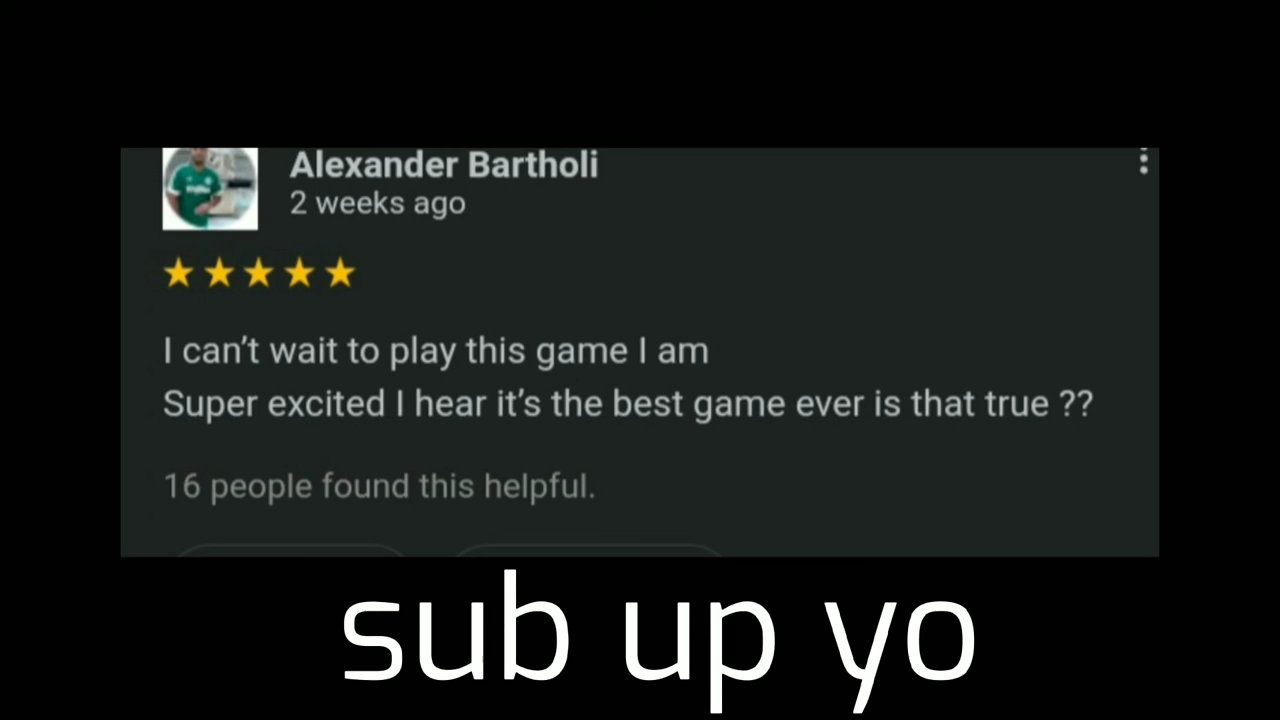 Alexander Bartholi
2 weeks ago
I can’t wait to play this game I am
Super excited I hear it’s the best game ever is that true ??
16 people found this helpful.
sub up yo